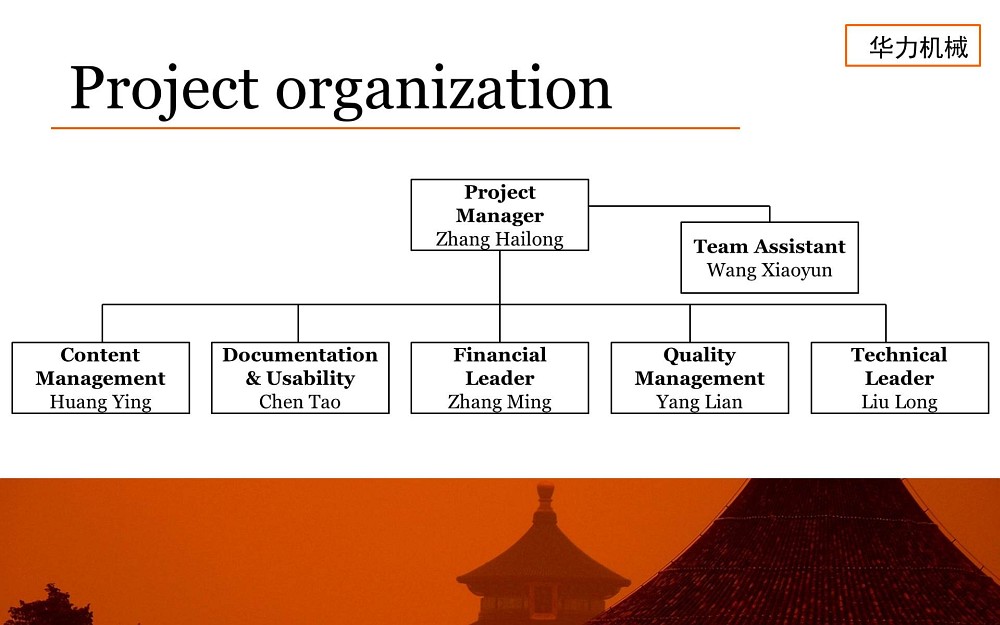 华力机械
Project organization
Project
Manager
Zhang Hailong
Team Assistant
Wang Xiaoyun
Content
Management
Huang Ying
Documentation
& Usability
Chen Tao
Financial
Leader
Zhang Ming
Quality
Management
Yang Lian
Technical
Leader
Liu Long